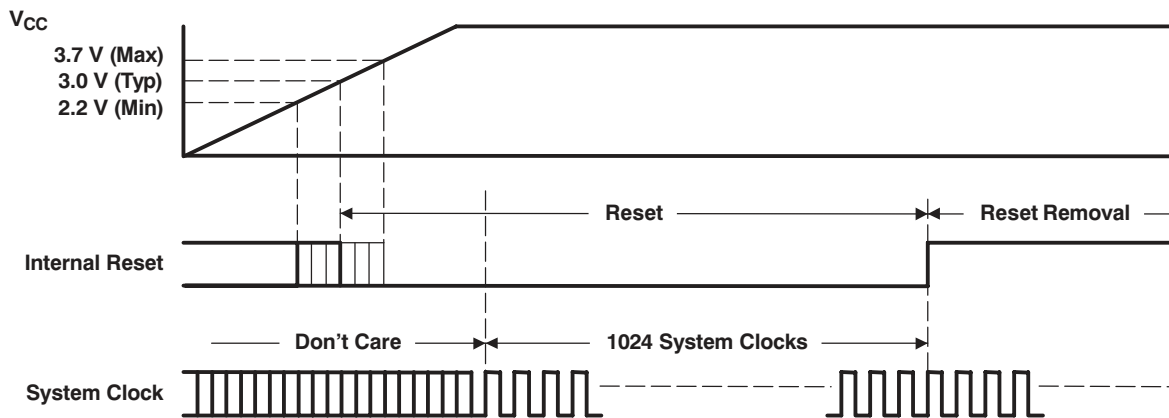 VCC
3.7 V (Max)
3.0 V (Typ)
2.2 V (Min)
Reset
Reset Removal
Internal Reset
Don’t Care
1024 System Clocks
System Clock